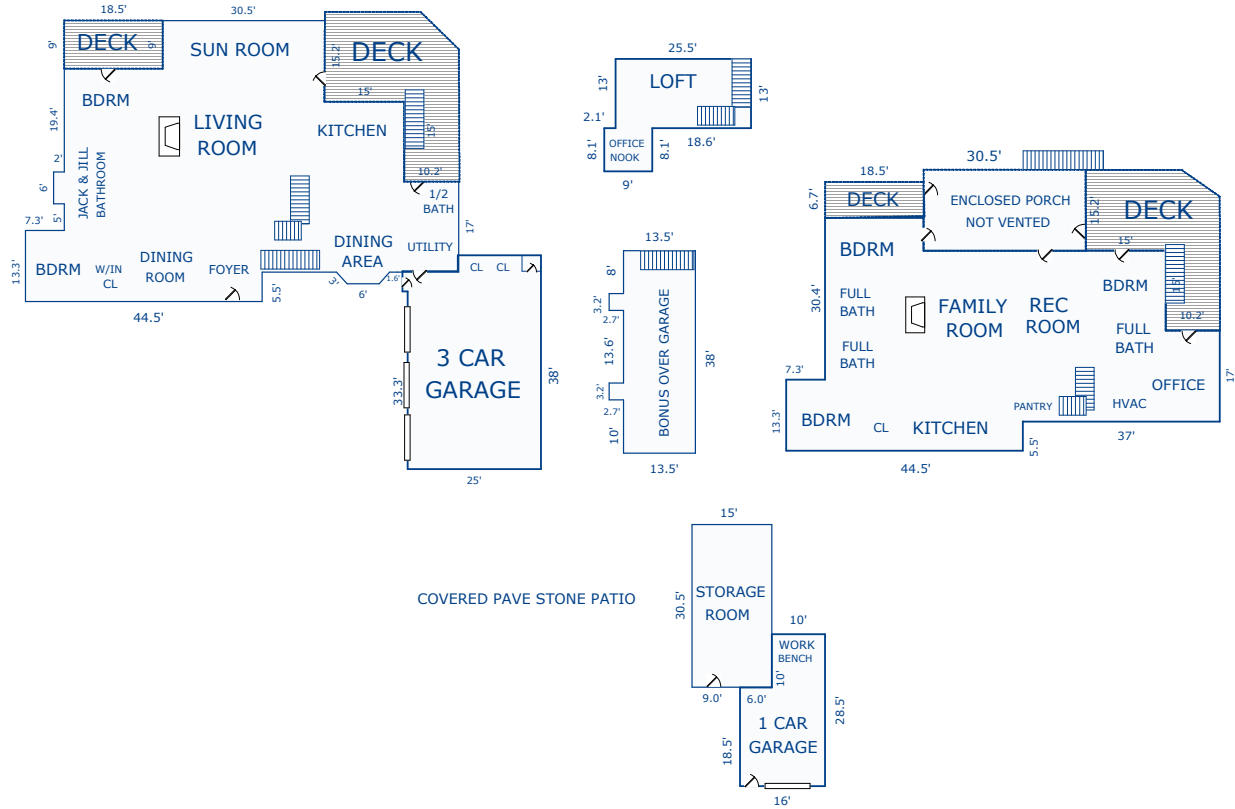 18.5'
30.5'
9'
DECK
9'
SUN ROOM
15.2'
DECK
BDRM
15'
19.4'
LIVING
ROOM
KITCHEN
15'
2'
JACK & JILL
BATHROOM
10.2'
6'
1/2
BATH
7.3'
5'
17'
DINING
AREA
UTILITY
13.3'
BDRM
W/IN
CL
DINING
ROOM
FOYER
5.5'
3'
6'
1.6'
44.5'
CL
CL
3 CAR
GARAGE
33.3'
38'
25'
25.5'
13'
LOFT
13'
2.1'
8.1'
OFFICE
NOOK
8.1'
18.6'
9'
13.5'
8'
3.2'
2.7'
13.6'
BONUS OVER GARAGE
38'
3.2'
2.7'
10'
13.5'
30.5'
18.5'
6.7'
DECK
ENCLOSED PORCH
NOT VENTED
15.2'
DECK
BDRM
15'
30.4'
FULL
BATH
FAMILY
ROOM
REC
ROOM
BDRM
15'
10.2'
FULL
BATH
FULL
BATH
7.3'
OFFICE
17'
PANTRY
HVAC
13.3'
BDRM
CL
KITCHEN
5.5'
37'
44.5'
15'
COVERED PAVE STONE PATIO
30.5'
STORAGE
ROOM
10'
WORK
BENCH
10'
9.0'
6.0'
28.5'
18.5'
1 CAR
GARAGE
16'